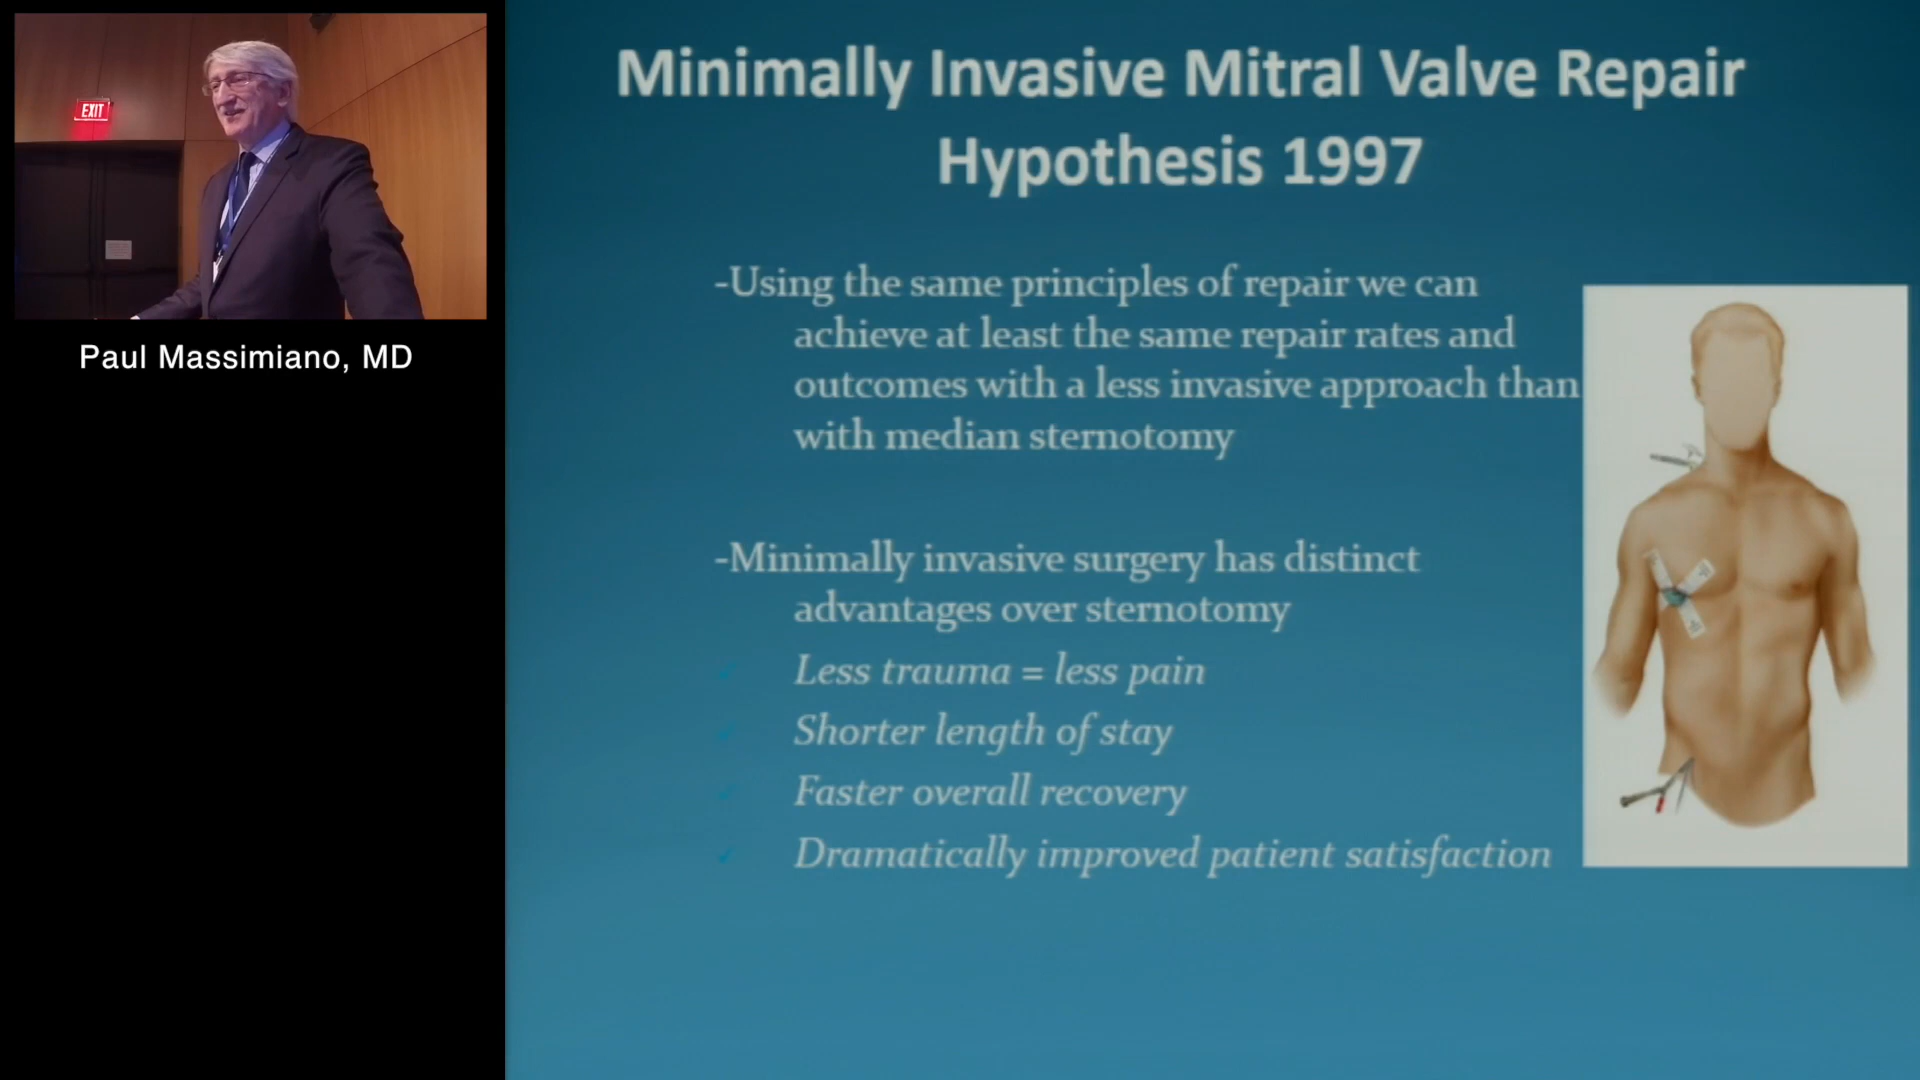 EXIT
Paul Massimiano, MD
Minimally Invasive Mitral Valve Repair
Hypothesis 1997
-Using the same principles of repair we can
achieve at least the same repair rates and
outcomes with a less invasive approach than
with median sternotomy
-Minimally invasive surgery has distinct
advantages over sternotomy
✓ Less trauma = less pain
✓ Shorter length of stay
✓ Faster overall recovery
✓ Dramatically improved patient satisfaction